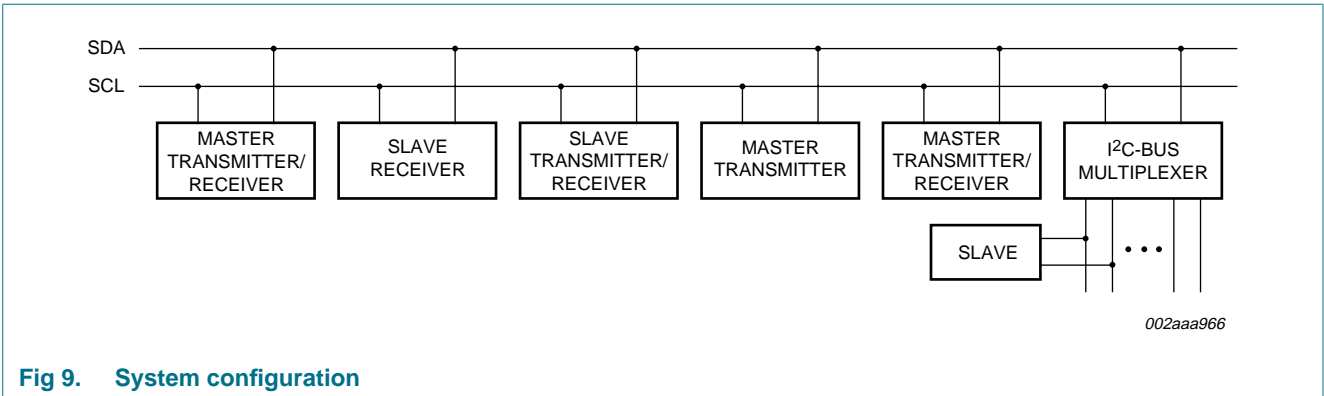 SDA
SCL
MASTER
TRANSMITTER/
RECEIVER
SLAVE
RECEIVER
SLAVE
TRANSMITTER/
RECEIVER
MASTER
TRANSMITTER
MASTER
TRANSMITTER/
RECEIVER
I²C-BUS
MULTIPLEXER
SLAVE
002aaa966
Fig 9. System configuration